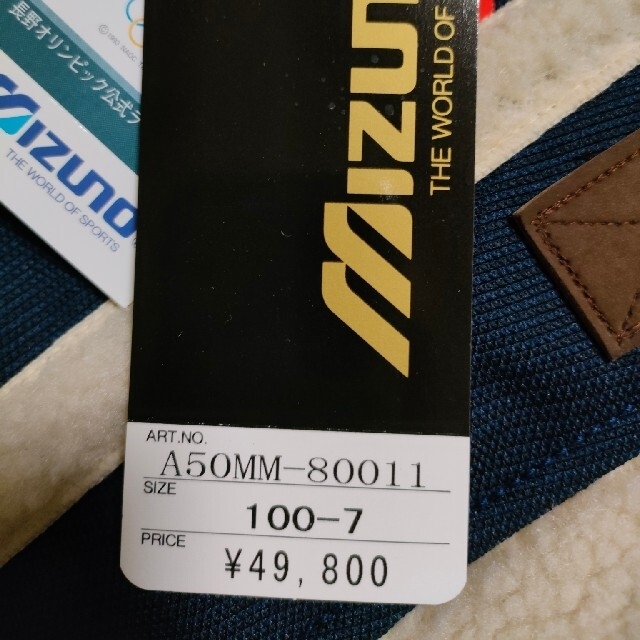 長野オリンピック公式
MIZUNO
THE WORLD OF SPORTS
MIZUN
THE WORLD OF
ART.NO.
A50MM-80011
SIZE
100-7
PRICE
¥49,800